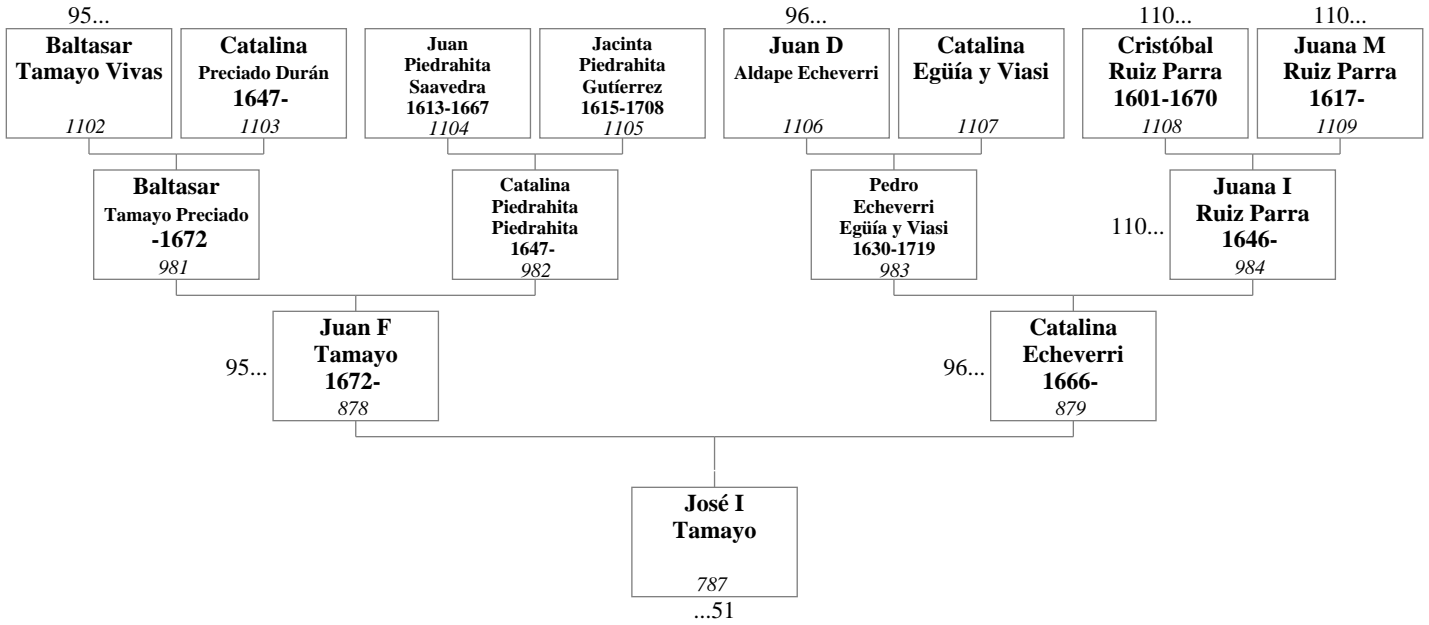 95...
96...
110...
110...
Baltasar
Tamayo Vivas
1102
Catalina
Preciado Durán
1647-
1103
Juan
Piedrahita
Saavedra
1613-1667
1104
Jacinta
Piedrahita
Gutíerrez
1615-1708
1105
Juan D
Aldape Echeverri
1106
Catalina
Egüía y Viasi
1107
Cristóbal
Ruiz Parra
1601-1670
1108
Juana M
Ruiz Parra
1617-
1109
Baltasar
Tamayo Preciado
-1672
981
Catalina
Piedrahita
Piedrahita
1647-
982
Pedro
Echeverri
Egüía y Viasi
1630-1719
983
110...
Juana I
Ruiz Parra
1646-
984
95...
Juan F
Tamayo
1672-
878
96...
Catalina
Echeverri
1666-
879
José I
Tamayo
787
...51